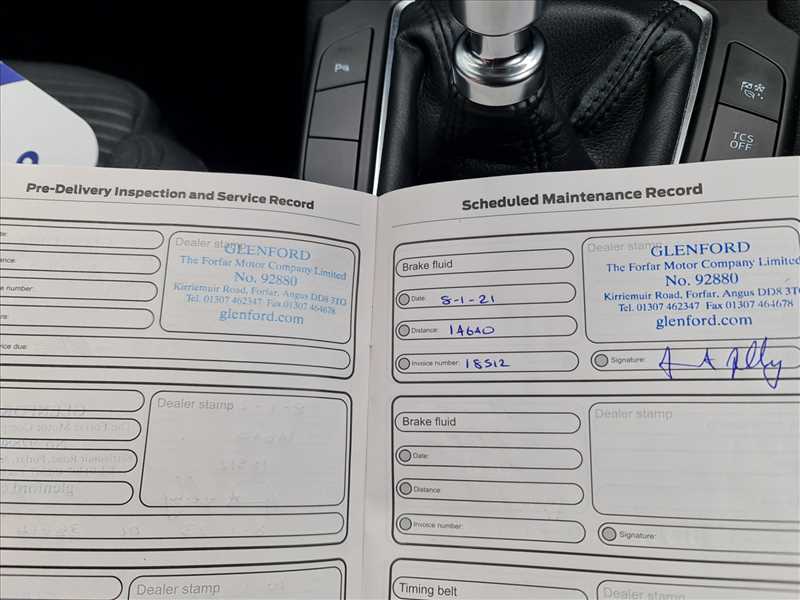 TCS
OFF
Pre-Delivery Inspection and Service Record
Dealer stamp
GLENFORD
The Forfar Motor Company Limited
No. 92880
Kirriemuir Road, Forfar, Angus DD8 3TQ
Tel. 01307 462347 Fax 01307 464678
glenford.com
Dealer stamp
Dealer stamp
Scheduled Maintenance Record
Brake fluid
Date: 8-1-21
Distance: 14640
Invoice number: 18512
Dealer stamp
GLENFORD
The Forfar Motor Company Limited
No. 92880
Kirriemuir Road, Forfar, Angus DD8 3TQ
Tel. 01307 462347 Fax 01307 464678
glenford.com
Signature:
Brake fluid
Date:
Distance:
Invoice number:
Dealer stamp
Signature:
Timing belt
Dealer stamp